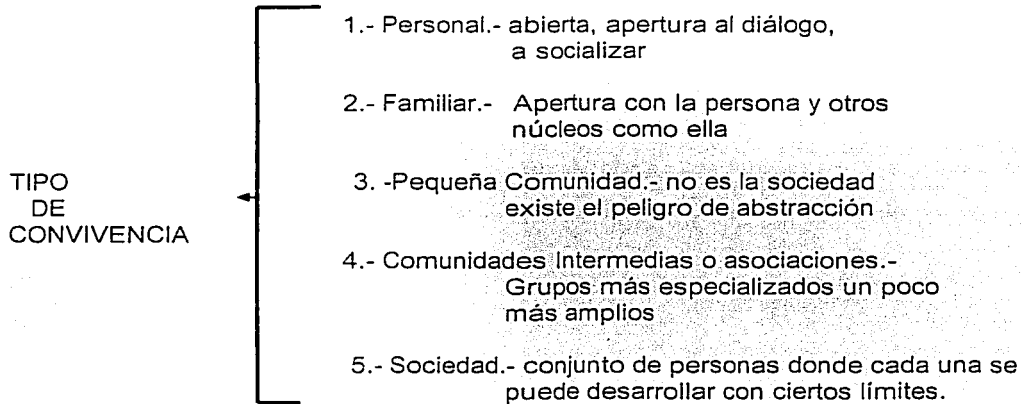 TIPO
DE
CONVIVENCIA
1.- Personal.- abierta, apertura al diálogo,
a socializar
2.- Familiar.- Apertura con la persona y otros
núcleos como ella
3. -Pequeña Comunidad.- no es la sociedad
existe el peligro de abstracción
4.- Comunidades Intermedias o asociaciones.-
Grupos más especializados un poco
más amplios
5.- Sociedad.- conjunto de personas donde cada una se
puede desarrollar con ciertos límites.